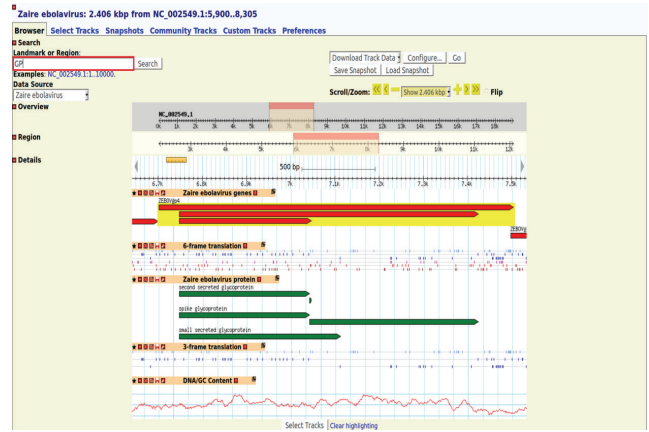 Zaire ebolavirus: 2.406 kbp from NC_002549.1:5,900..8,305
Browser Select Tracks Snapshots Community Tracks Custom Tracks Preferences
Search
Landmark or Region:
GP Search
Examples: NC_002549.1:1..10000.
Download Track Data Configure... Go
Save Snapshot Load Snapshot
Data Source
Zaire ebolavirus
Scroll/Zoom: Show 2.406 kbp Flip
Overview
NC_002549.1
0k 1k 2k 3k 4k 5k 6k 7k 8k 9k 10k 11k 12k 13k 14k 15k 16k 17k 18k
Region
4k 5k 6k 7k 8k 9k 10k 11k 12k
Details
500 bp
6.7k 6.8k 6.9k 7k 7.1k 7.2k 7.3k 7.4k 7.5k
Zaire ebolavirus genes
ZEBOVgp4
6-frame translation
Zaire ebolavirus protein
second secreted glycoprotein
spike glycoprotein
small secreted glycoprotein
3-frame translation
DNA/GC Content
Select Tracks Clear highlighting